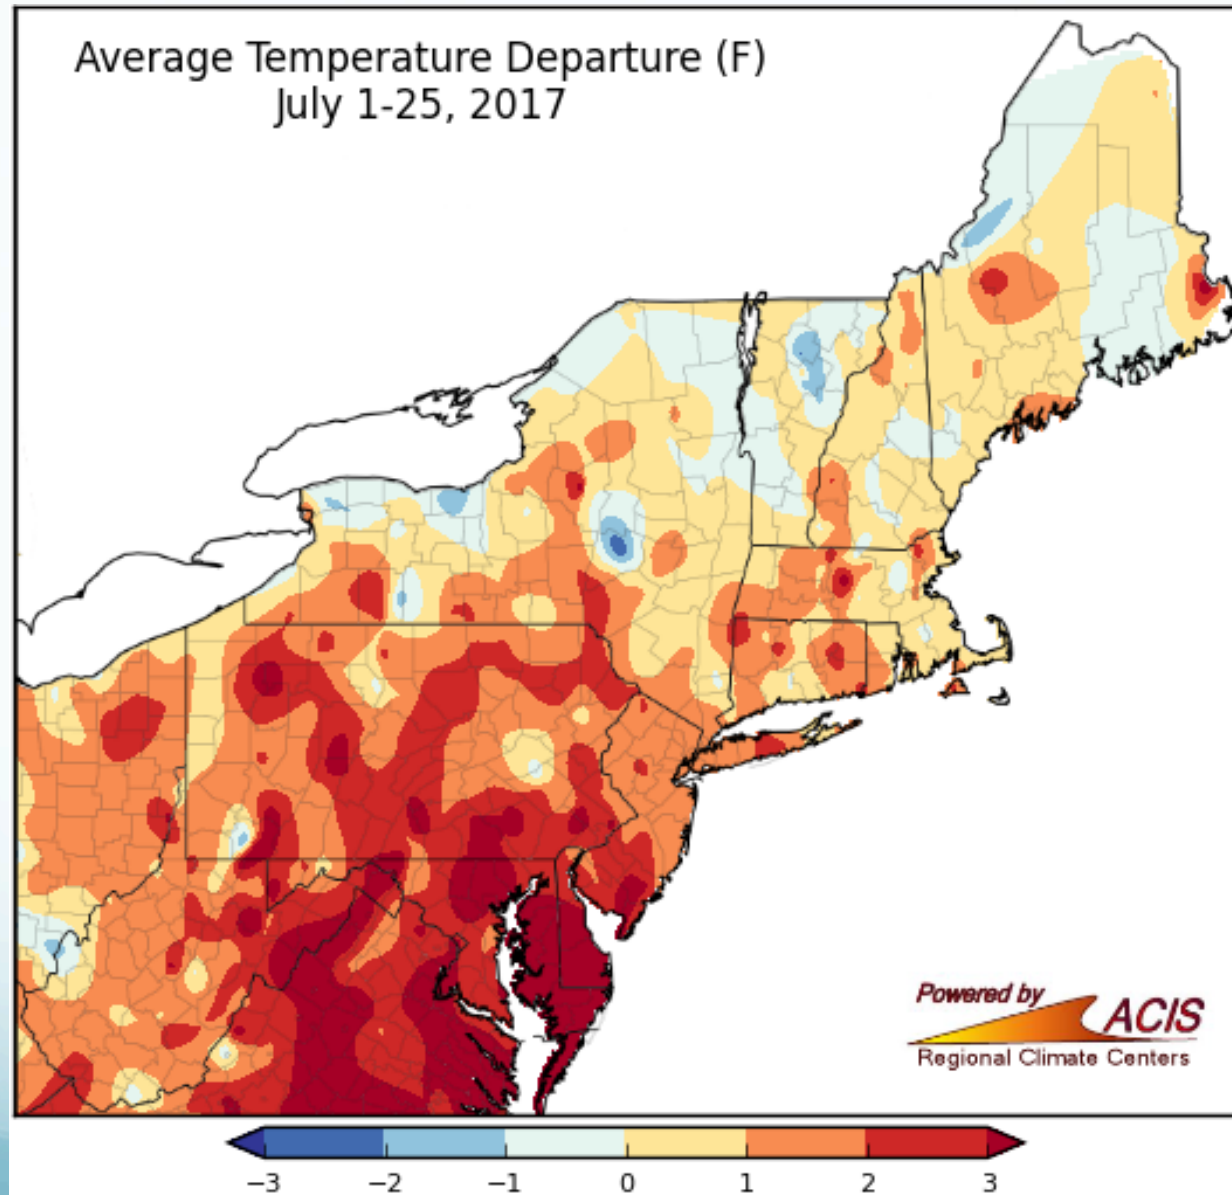 Average Temperature Departure (F)
July 1-25, 2017
Powered by
ACIS
Regional Climate Centers
−3 −2 −1 0 1 2 3